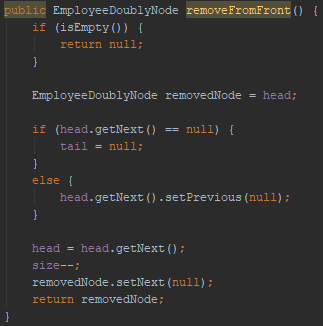 public EmployeeDoublyNode removeFromFront() {
    if (isEmpty()) {
        return null;
    }

    EmployeeDoublyNode removedNode = head;

    if (head.getNext() == null) {
        tail = null;
    }
    else {
        head.getNext().setPrevious(null);
    }

    head = head.getNext();
    size--;
    removedNode.setNext(null);
    return removedNode;
}